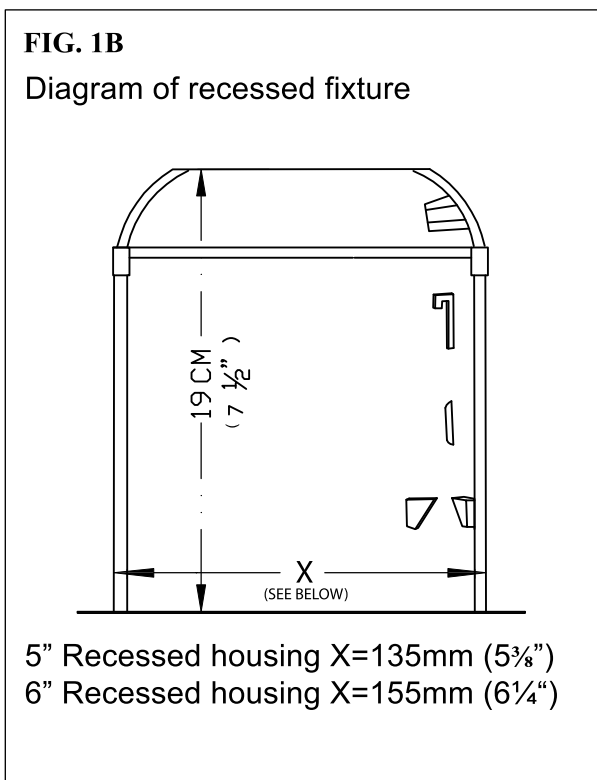 FIG. 1B
Diagram of recessed fixture
19 CM
( 7 ½” )
X
(SEE BELOW)
5” Recessed housing X=135mm (5⅜”)
6” Recessed housing X=155mm (6¼“)